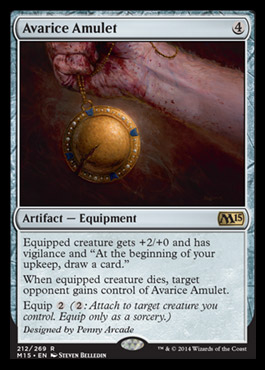 Avarice Amulet 4
Artifact — Equipment M15
Equipped creature gets +2/+0 and has
vigilance and “At the beginning of your
upkeep, draw a card.”
When equipped creature dies, target
opponent gains control of Avarice Amulet.
Equip 2 (2: Attach to target creature you
control. Equip only as a sorcery.)
Designed by Penny Arcade
212/269 R
M15 • EN Steven Belledin ™ & © 2014 Wizards of the Coast